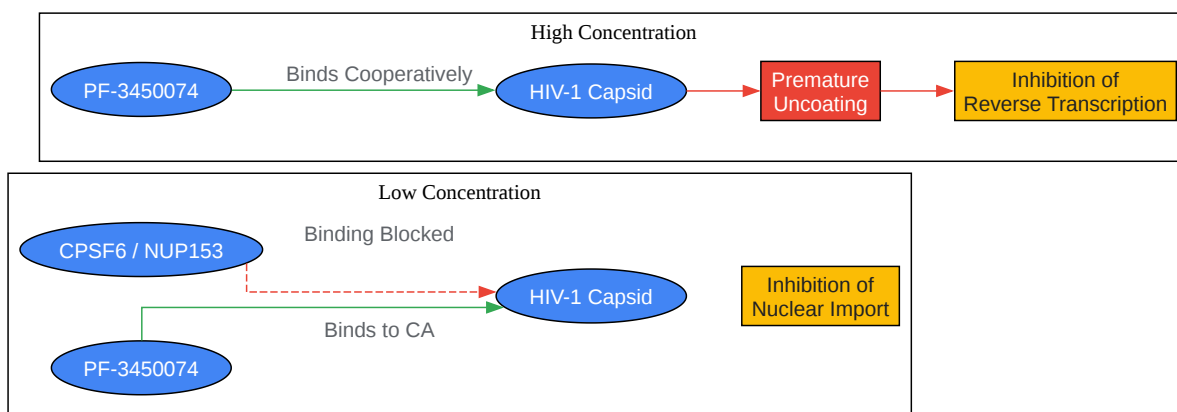 High Concentration
Binds Cooperatively
PF-3450074
HIV-1 Capsid
Premature
Uncoating
Inhibition of
Reverse Transcription
Low Concentration
CPSF6 / NUP153
Binding Blocked
HIV-1 Capsid
Inhibition of
Nuclear Import
Binds to CA
PF-3450074